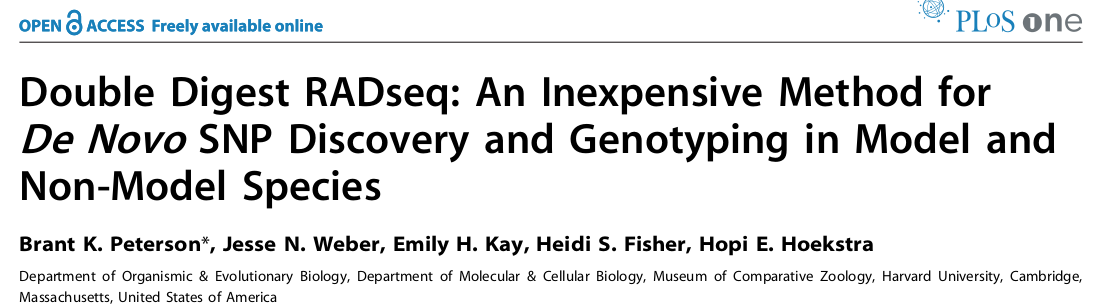 OPEN ACCESS Freely available online
PLoS one
Double Digest RADseq: An Inexpensive Method for
De Novo SNP Discovery and Genotyping in Model and
Non-Model Species
Brant K. Peterson*, Jesse N. Weber, Emily H. Kay, Heidi S. Fisher, Hopi E. Hoekstra
Department of Organismic & Evolutionary Biology, Department of Molecular & Cellular Biology, Museum of Comparative Zoology, Harvard University, Cambridge,
Massachusetts, United States of America